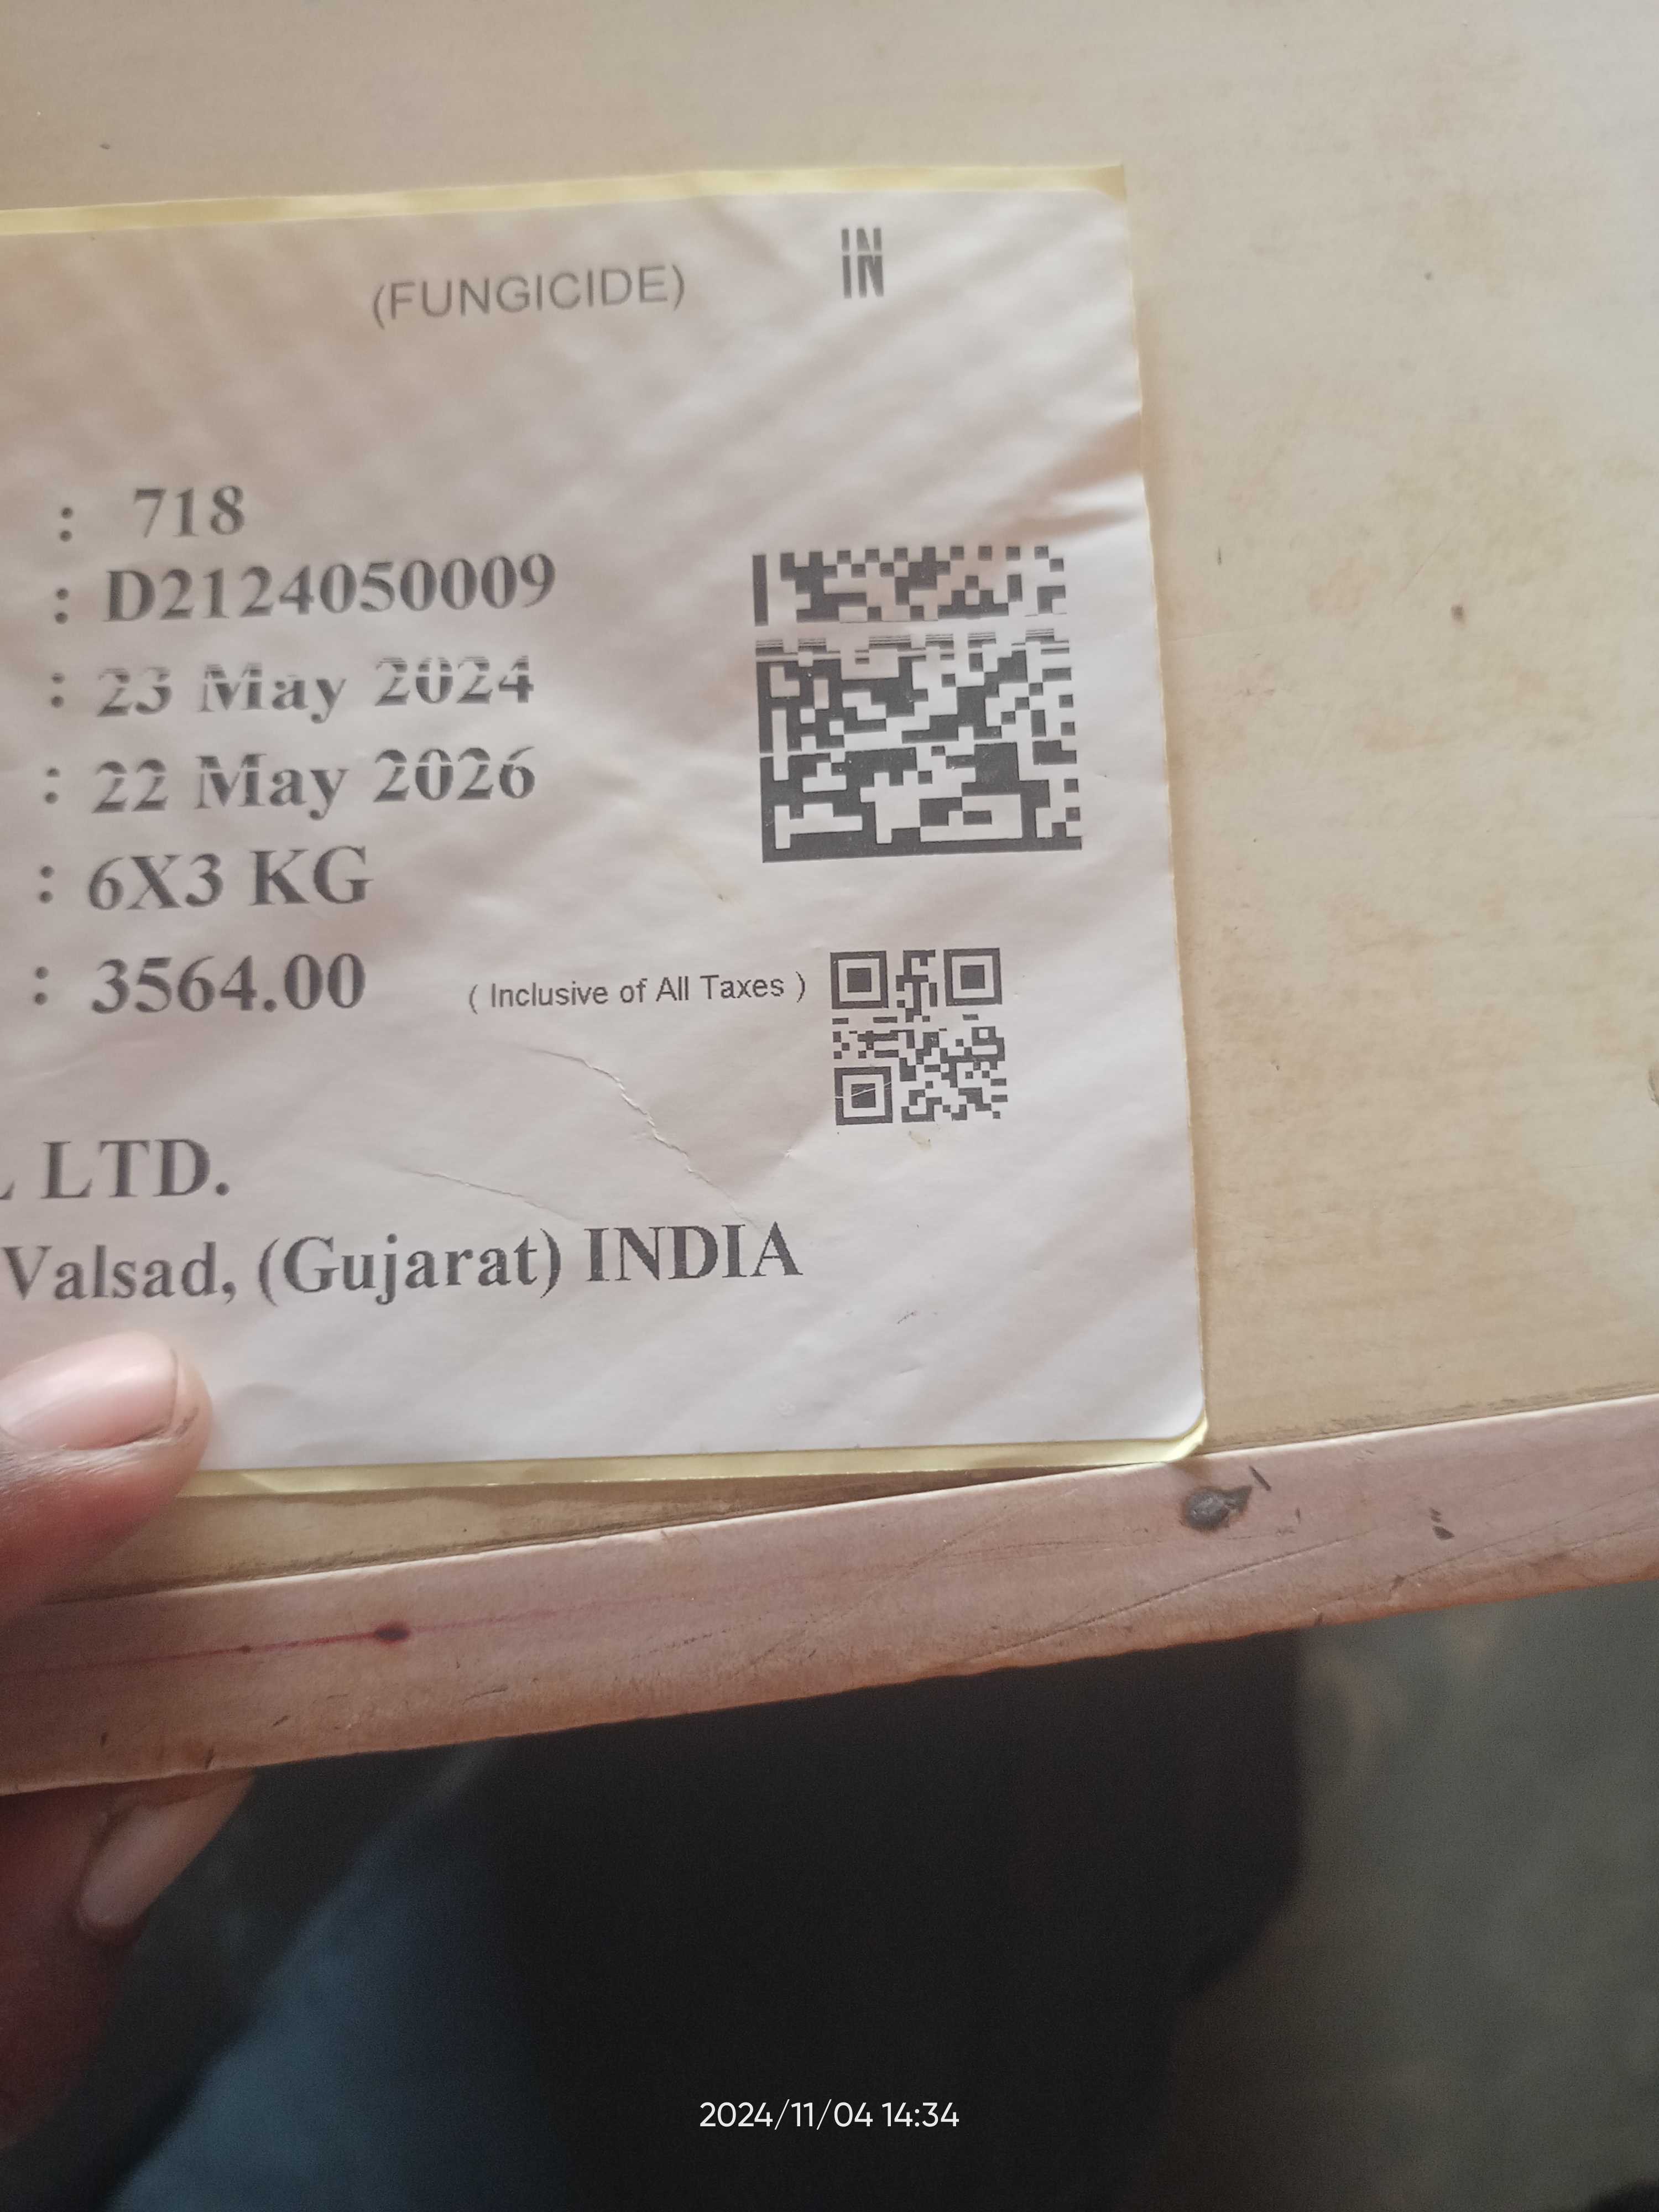 (FUNGICIDE) IN
: 718
: D2124050009
: 23 May 2024
: 22 May 2026
: 6X3 KG
: 3564.00 ( Inclusive of All Taxes )
. LTD.
Valsad, (Gujarat) INDIA
2024/11/04 14:34